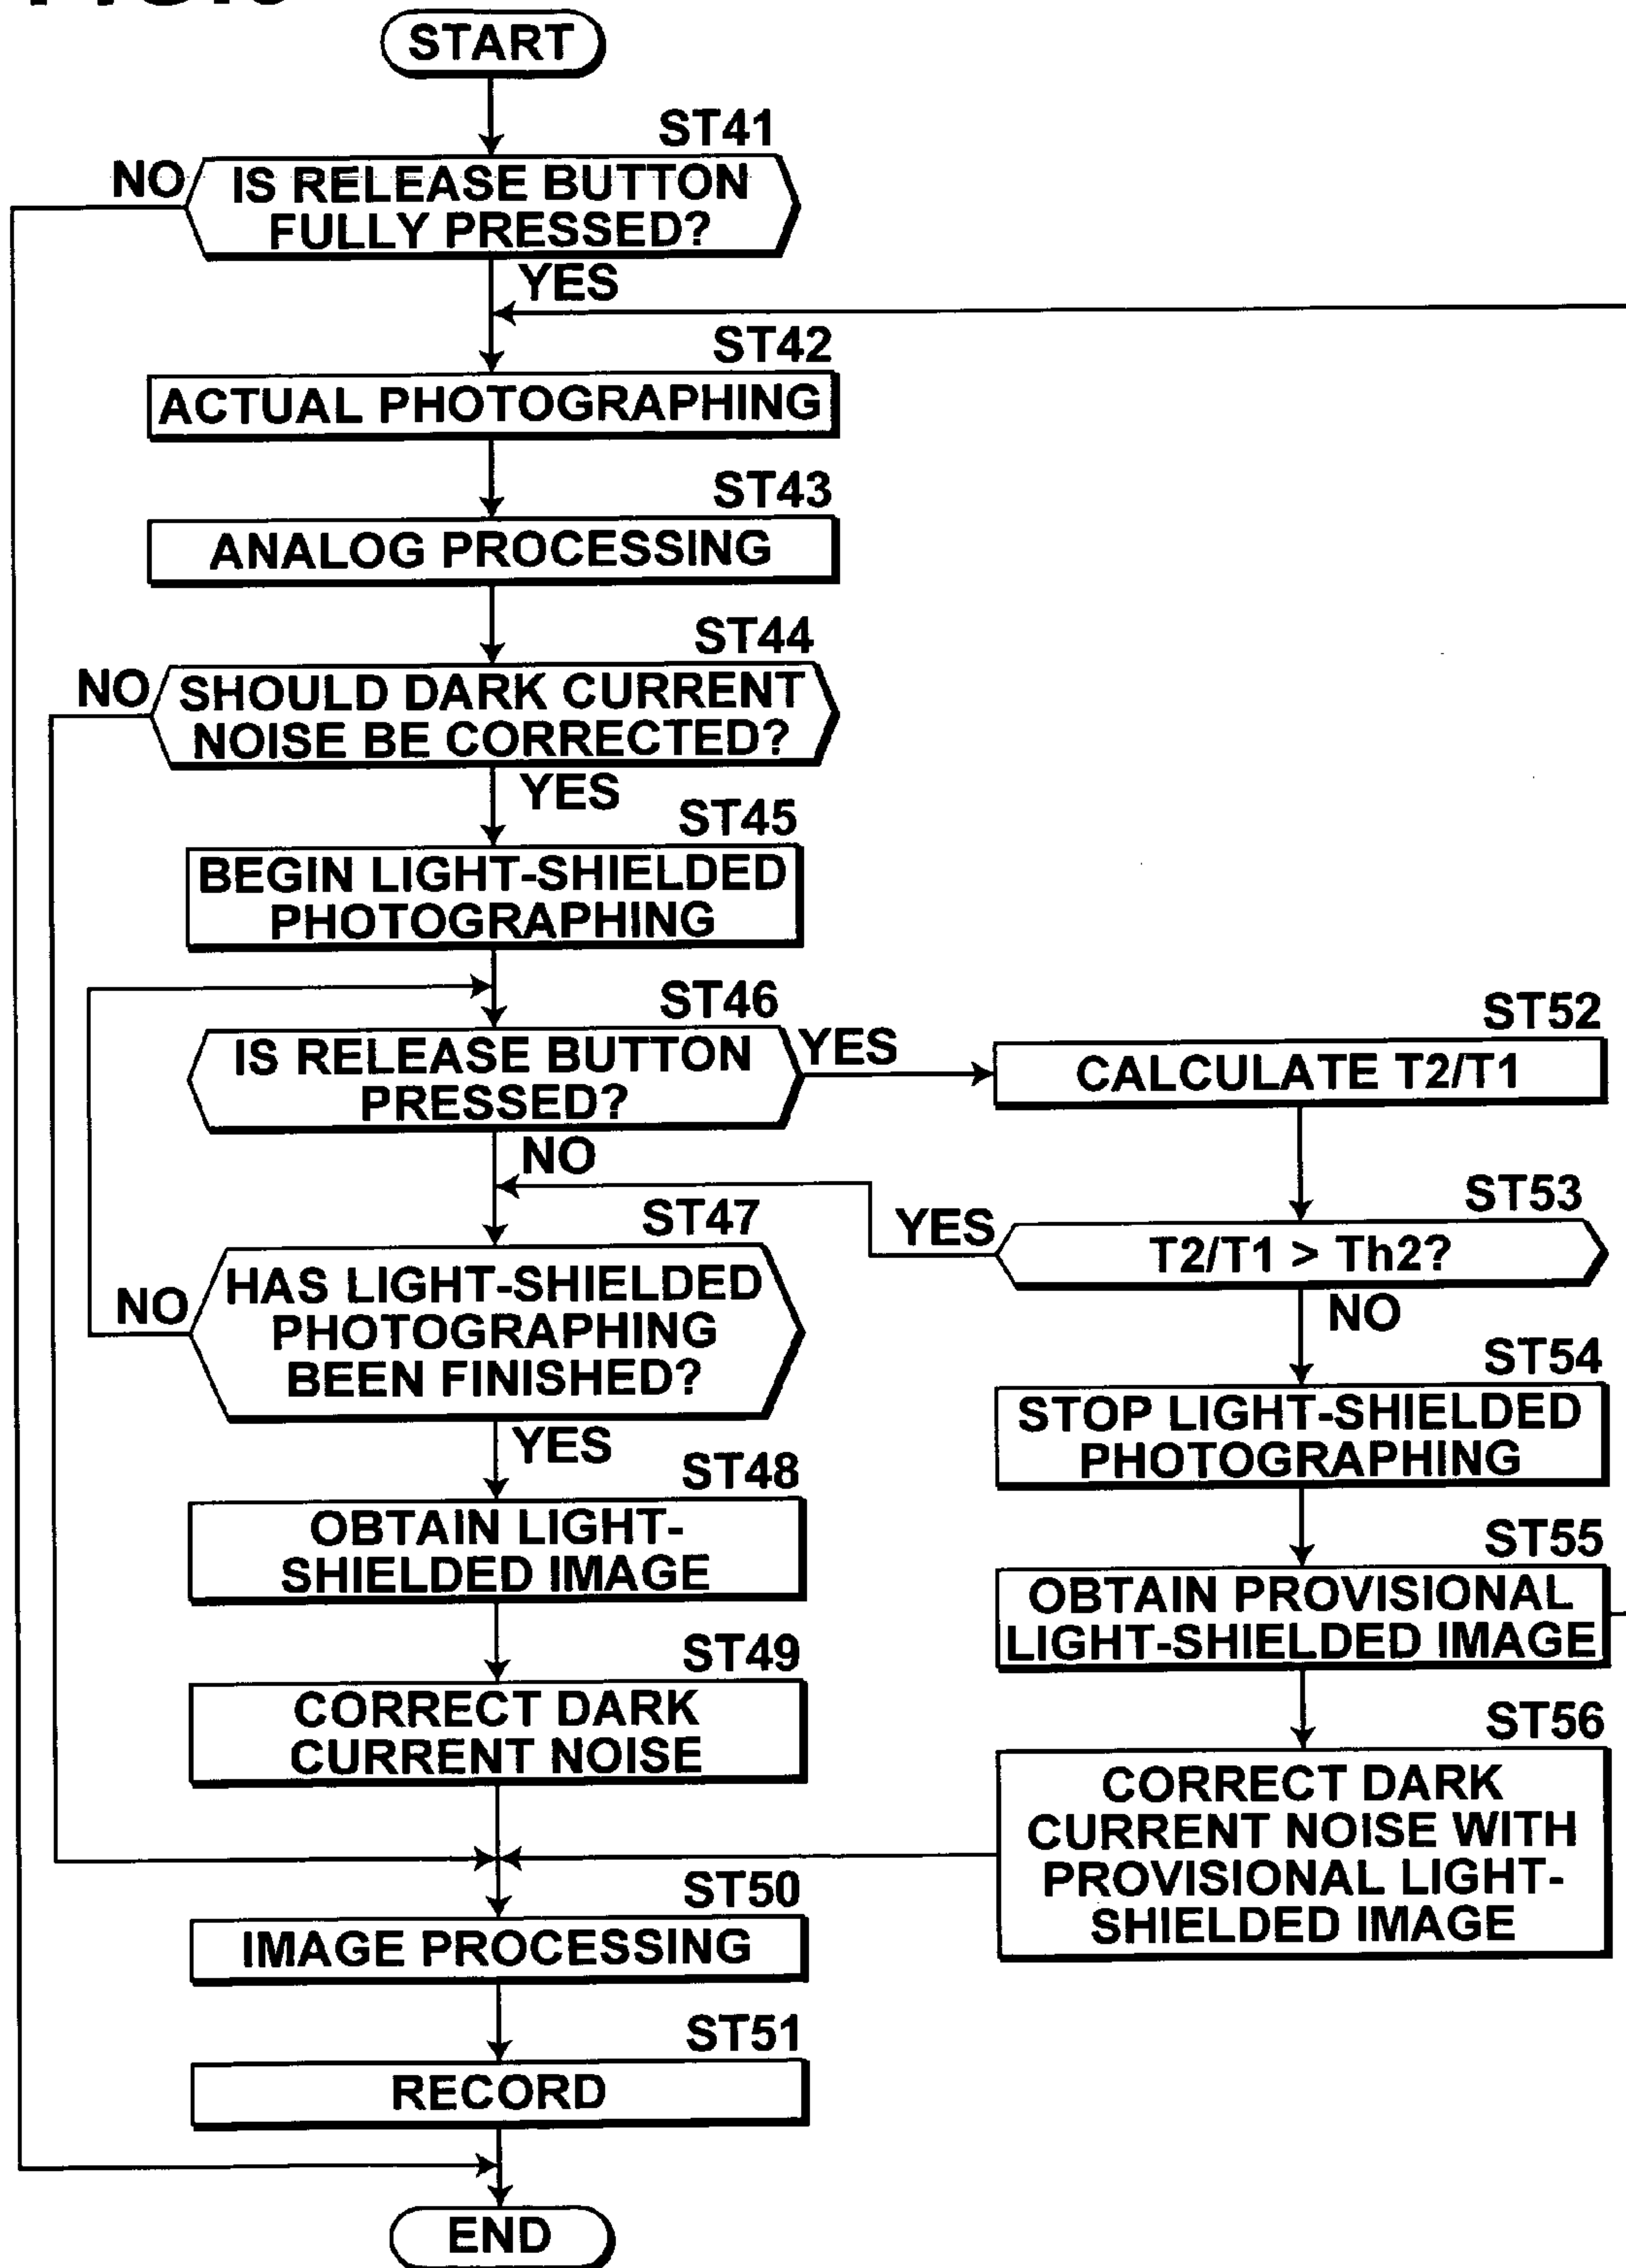 START
ST41
NO
IS RELEASE BUTTON
FULLY PRESSED?
YES
ST42
ACTUAL PHOTOGRAPHING
ST43
ANALOG PROCESSING
ST44
NO
SHOULD DARK CURRENT
NOISE BE CORRECTED?
YES
ST45
BEGIN LIGHT-SHIELDED
PHOTOGRAPHING
ST46
IS RELEASE BUTTON
PRESSED?
YES
NO
ST47
HAS LIGHT-SHIELDED
PHOTOGRAPHING
BEEN FINISHED?
NO
YES
ST48
OBTAIN LIGHT-
SHIELDED IMAGE
ST49
CORRECT DARK
CURRENT NOISE
ST50
IMAGE PROCESSING
ST51
RECORD
END
ST52
CALCULATE T2/T1
ST53
YES
T2/T1 > Th2?
NO
ST54
STOP LIGHT-SHIELDED
PHOTOGRAPHING
ST55
OBTAIN PROVISIONAL
LIGHT-SHIELDED IMAGE
ST56
CORRECT DARK
CURRENT NOISE WITH
PROVISIONAL LIGHT-
SHIELDED IMAGE